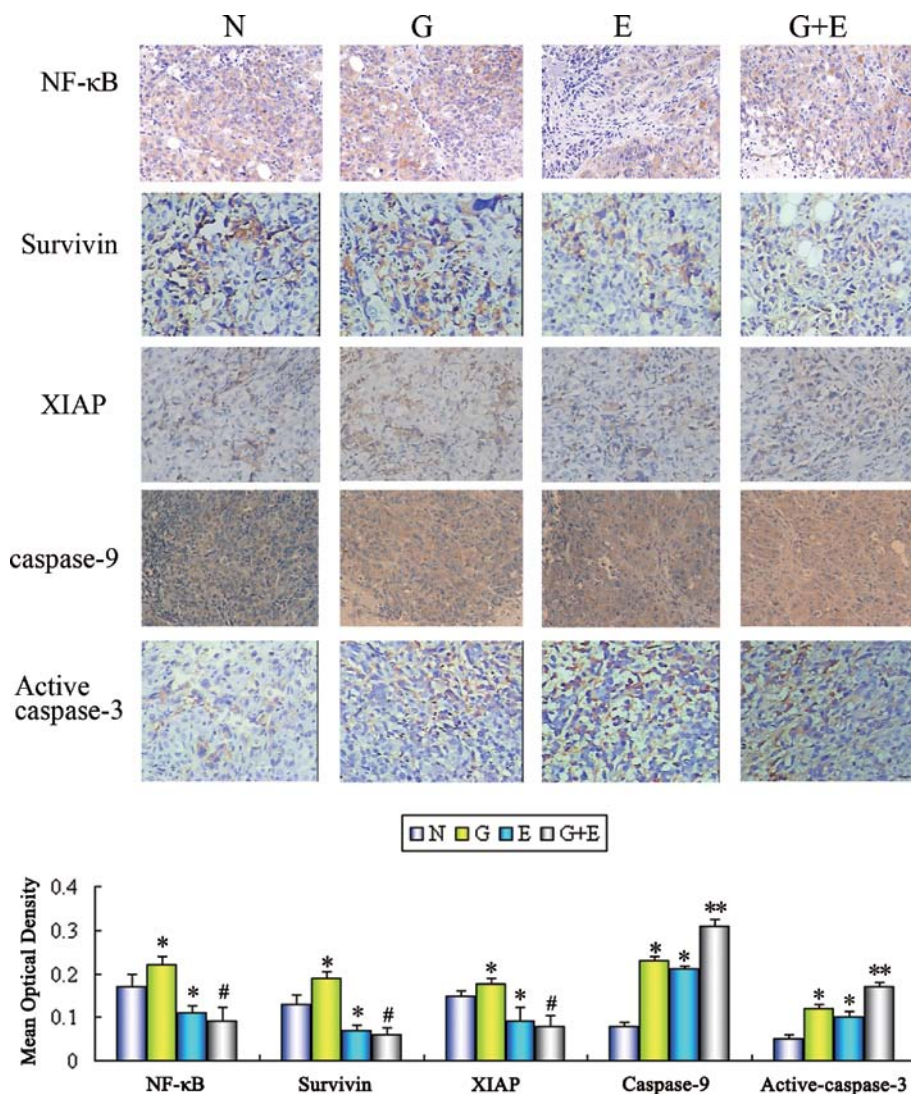 N G E G+E
NF-κB
Survivin
XIAP
caspase-9
Active
caspase-3
N G E G+E
Mean Optical Density
0.4
0.3
0.2
0.1
0
* * #
* * #
* * #
* * **
* * **
NF-κB Survivin XIAP Caspase-9 Active-caspase-3